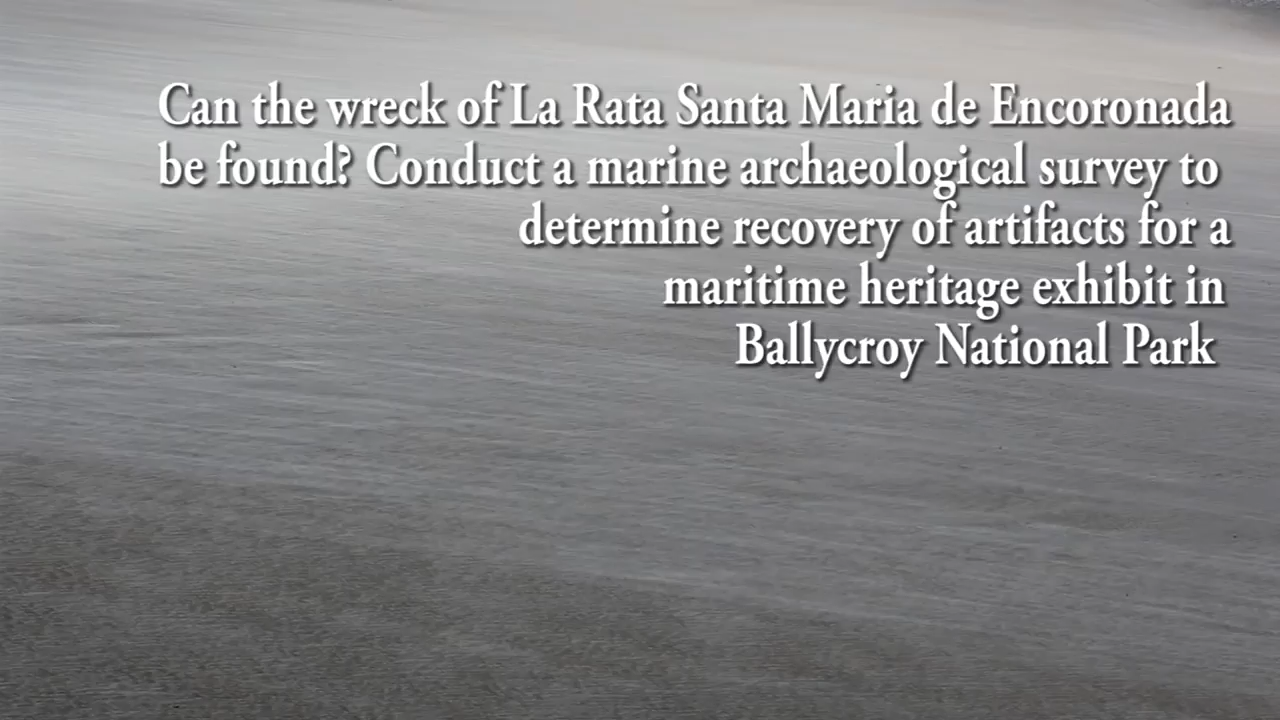 Can the wreck of La Rata Santa Maria de Encoronada
be found? Conduct a marine archaeological survey to
determine recovery of artifacts for a
maritime heritage exhibit in
Ballycroy National Park